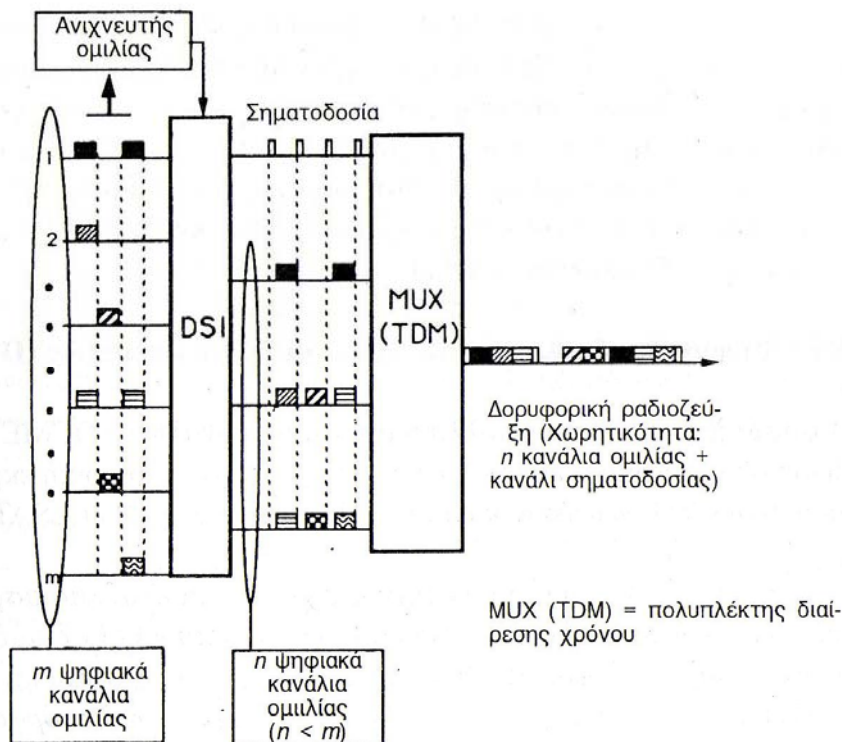 Ανιχνευτής
ομιλίας
Σηματοδοσία
1
2
m
DSI
MUX
(TDM)
Δορυφορική ραδιοζεύ-
ξη (Χωρητικότητα:
n κανάλια ομιλίας +
κανάλι σηματοδοσίας)
MUX (TDM) = πολυπλέκτης διαί-
ρεσης χρόνου
m ψηφιακά
κανάλια
ομιλίας
n ψηφιακά
κανάλια
ομιιλίας
(n < m)